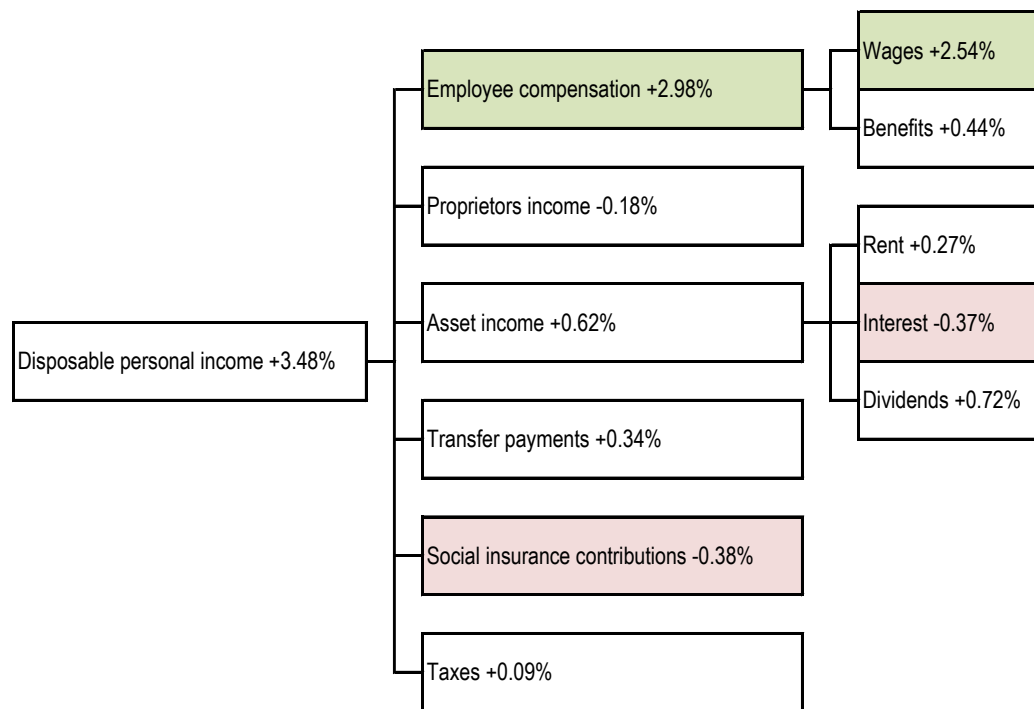 Disposable personal income +3.48%
Employee compensation +2.98%
Wages +2.54%
Benefits +0.44%
Proprietors income -0.18%
Asset income +0.62%
Rent +0.27%
Interest -0.37%
Dividends +0.72%
Transfer payments +0.34%
Social insurance contributions -0.38%
Taxes +0.09%